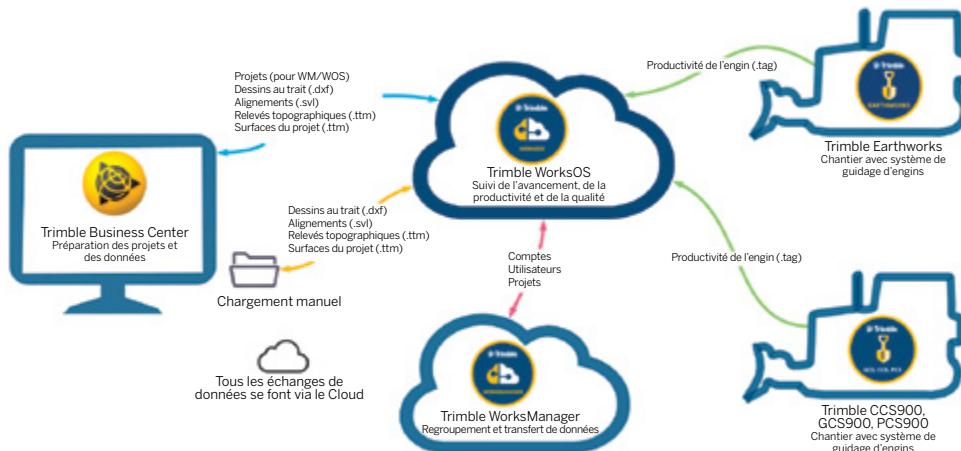 Projets (pour WM/WOS)
Dessins au trait (.dxf)
Alignements (.svl)
Relevés topographiques (.ttm)
Surfaces du projet (.ttm)
Productivité de l'engin (.tag)
Trimble
EARTHWORKS
Trimble Earthworks
Chantier avec système de
guidage d'engins
Trimble
Trimble WorksOS
Suivi de l'avancement, de la
productivité et de la qualité
Trimble Business Center
Préparation des projets et
des données
Dessins au trait (.dxf)
Alignements (.svl)
Relevés topographiques (.ttm)
Surfaces du projet (.ttm)
Chargement manuel
Comptes
Utilisateurs
Projets
Productivité de l'engin (.tag)
Tous les échanges de
données se font via le Cloud
Trimble
Trimble WorksManager
Regroupement et transfert de données
Trimble
Trimble CCS900,
GCS900, PCS900
Chantier avec système de
guidage d'engins